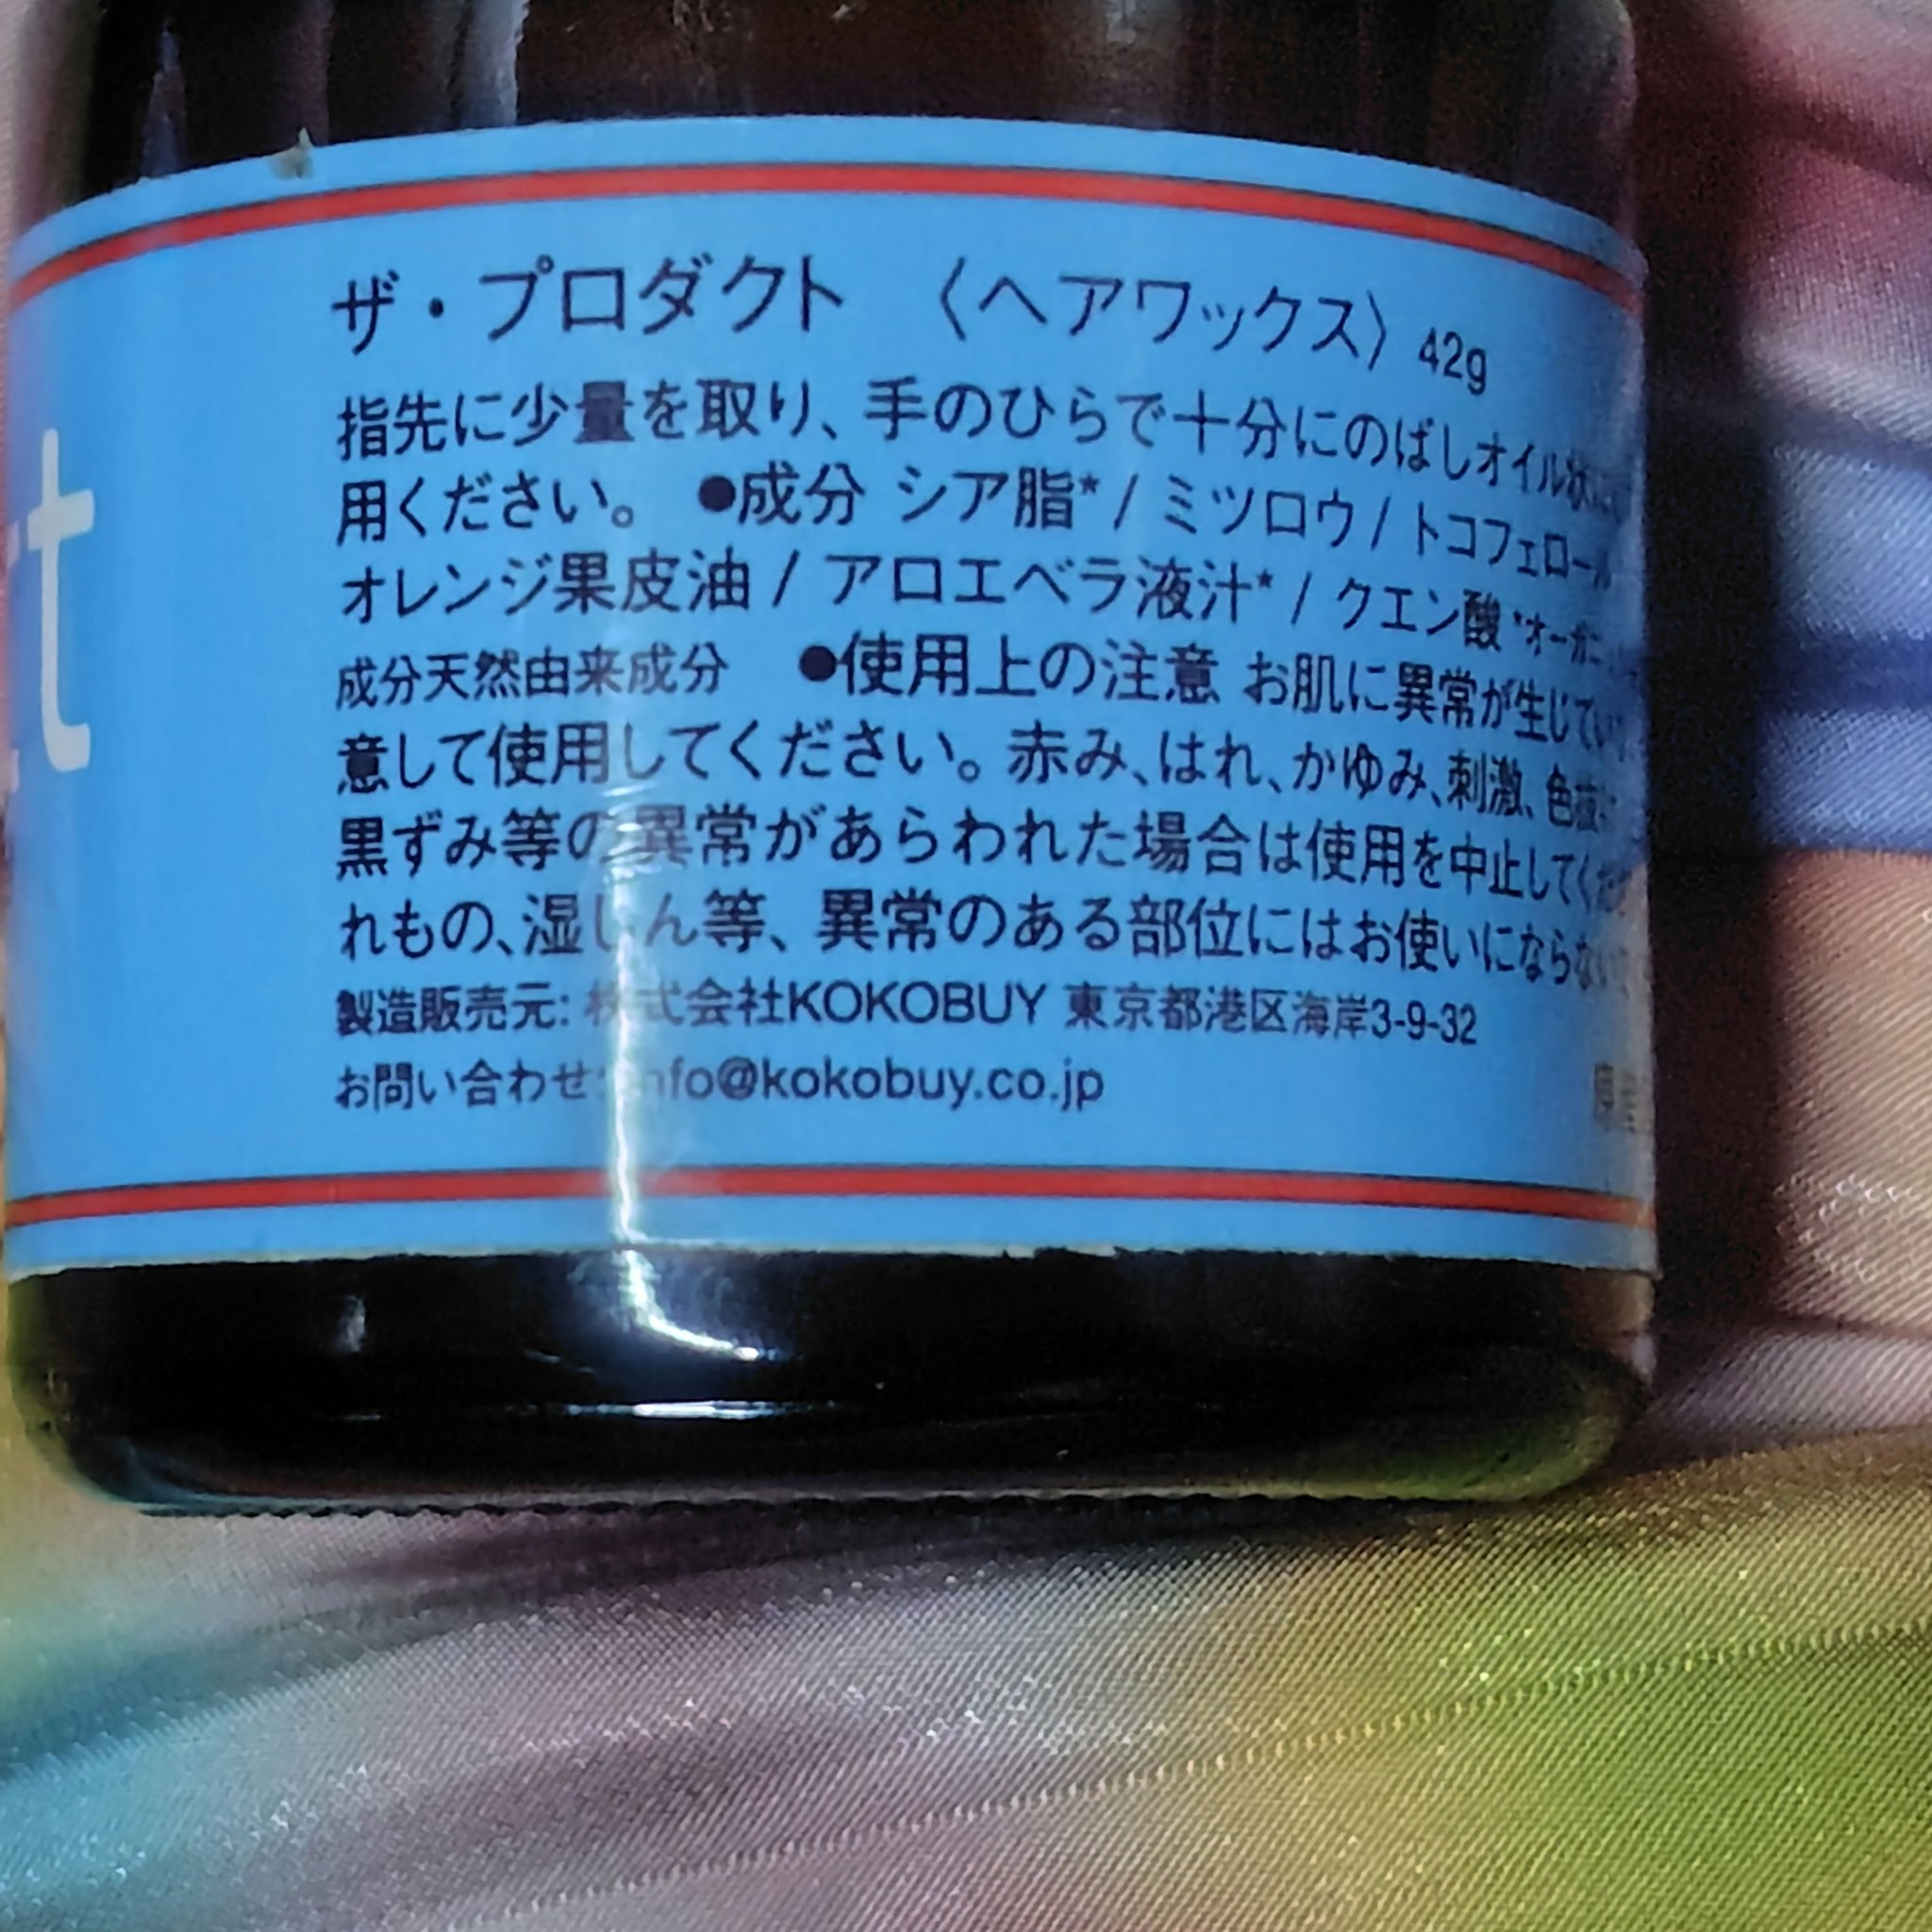 t
ザ・プロダクト 〈ヘアワックス〉 42g
指先に少量を取り、手のひらで十分にのばしオイル状に
用ください。 ●成分 シア脂* / ミツロウ / トコフェロール
オレンジ果皮油 / アロエベラ液汁* / クエン酸 *オーガニ
成分天然由来成分 ●使用上の注意 お肌に異常が生じてい
意して使用してください。赤み、はれ、かゆみ、刺激、色抜
黒ずみ等の異常があらわれた場合は使用を中止してくだ
れもの、湿しん等、異常のある部位にはお使いにならない
製造販売元: 株式会社KOKOBUY 東京都港区海岸3-9-32
お問い合わせ: info@kokobuy.co.jp